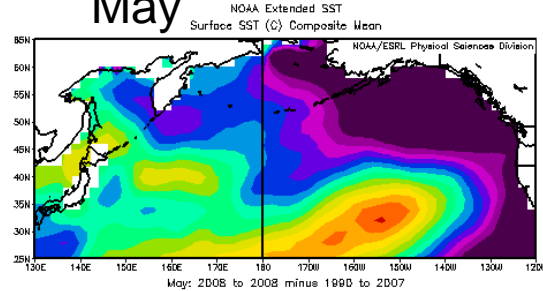 May
NOAA Extended SST
Surface SST (C) Composite Mean
NOAA/ESRL Physical Sciences Division
65N
60N
55N
50N
45N
40N
35N
30N
25N
130E 140E 150E 160E 170E 180 170W 160W 150W 140W 130W 120W
May: 2008 to 2008 minus 1990 to 2007